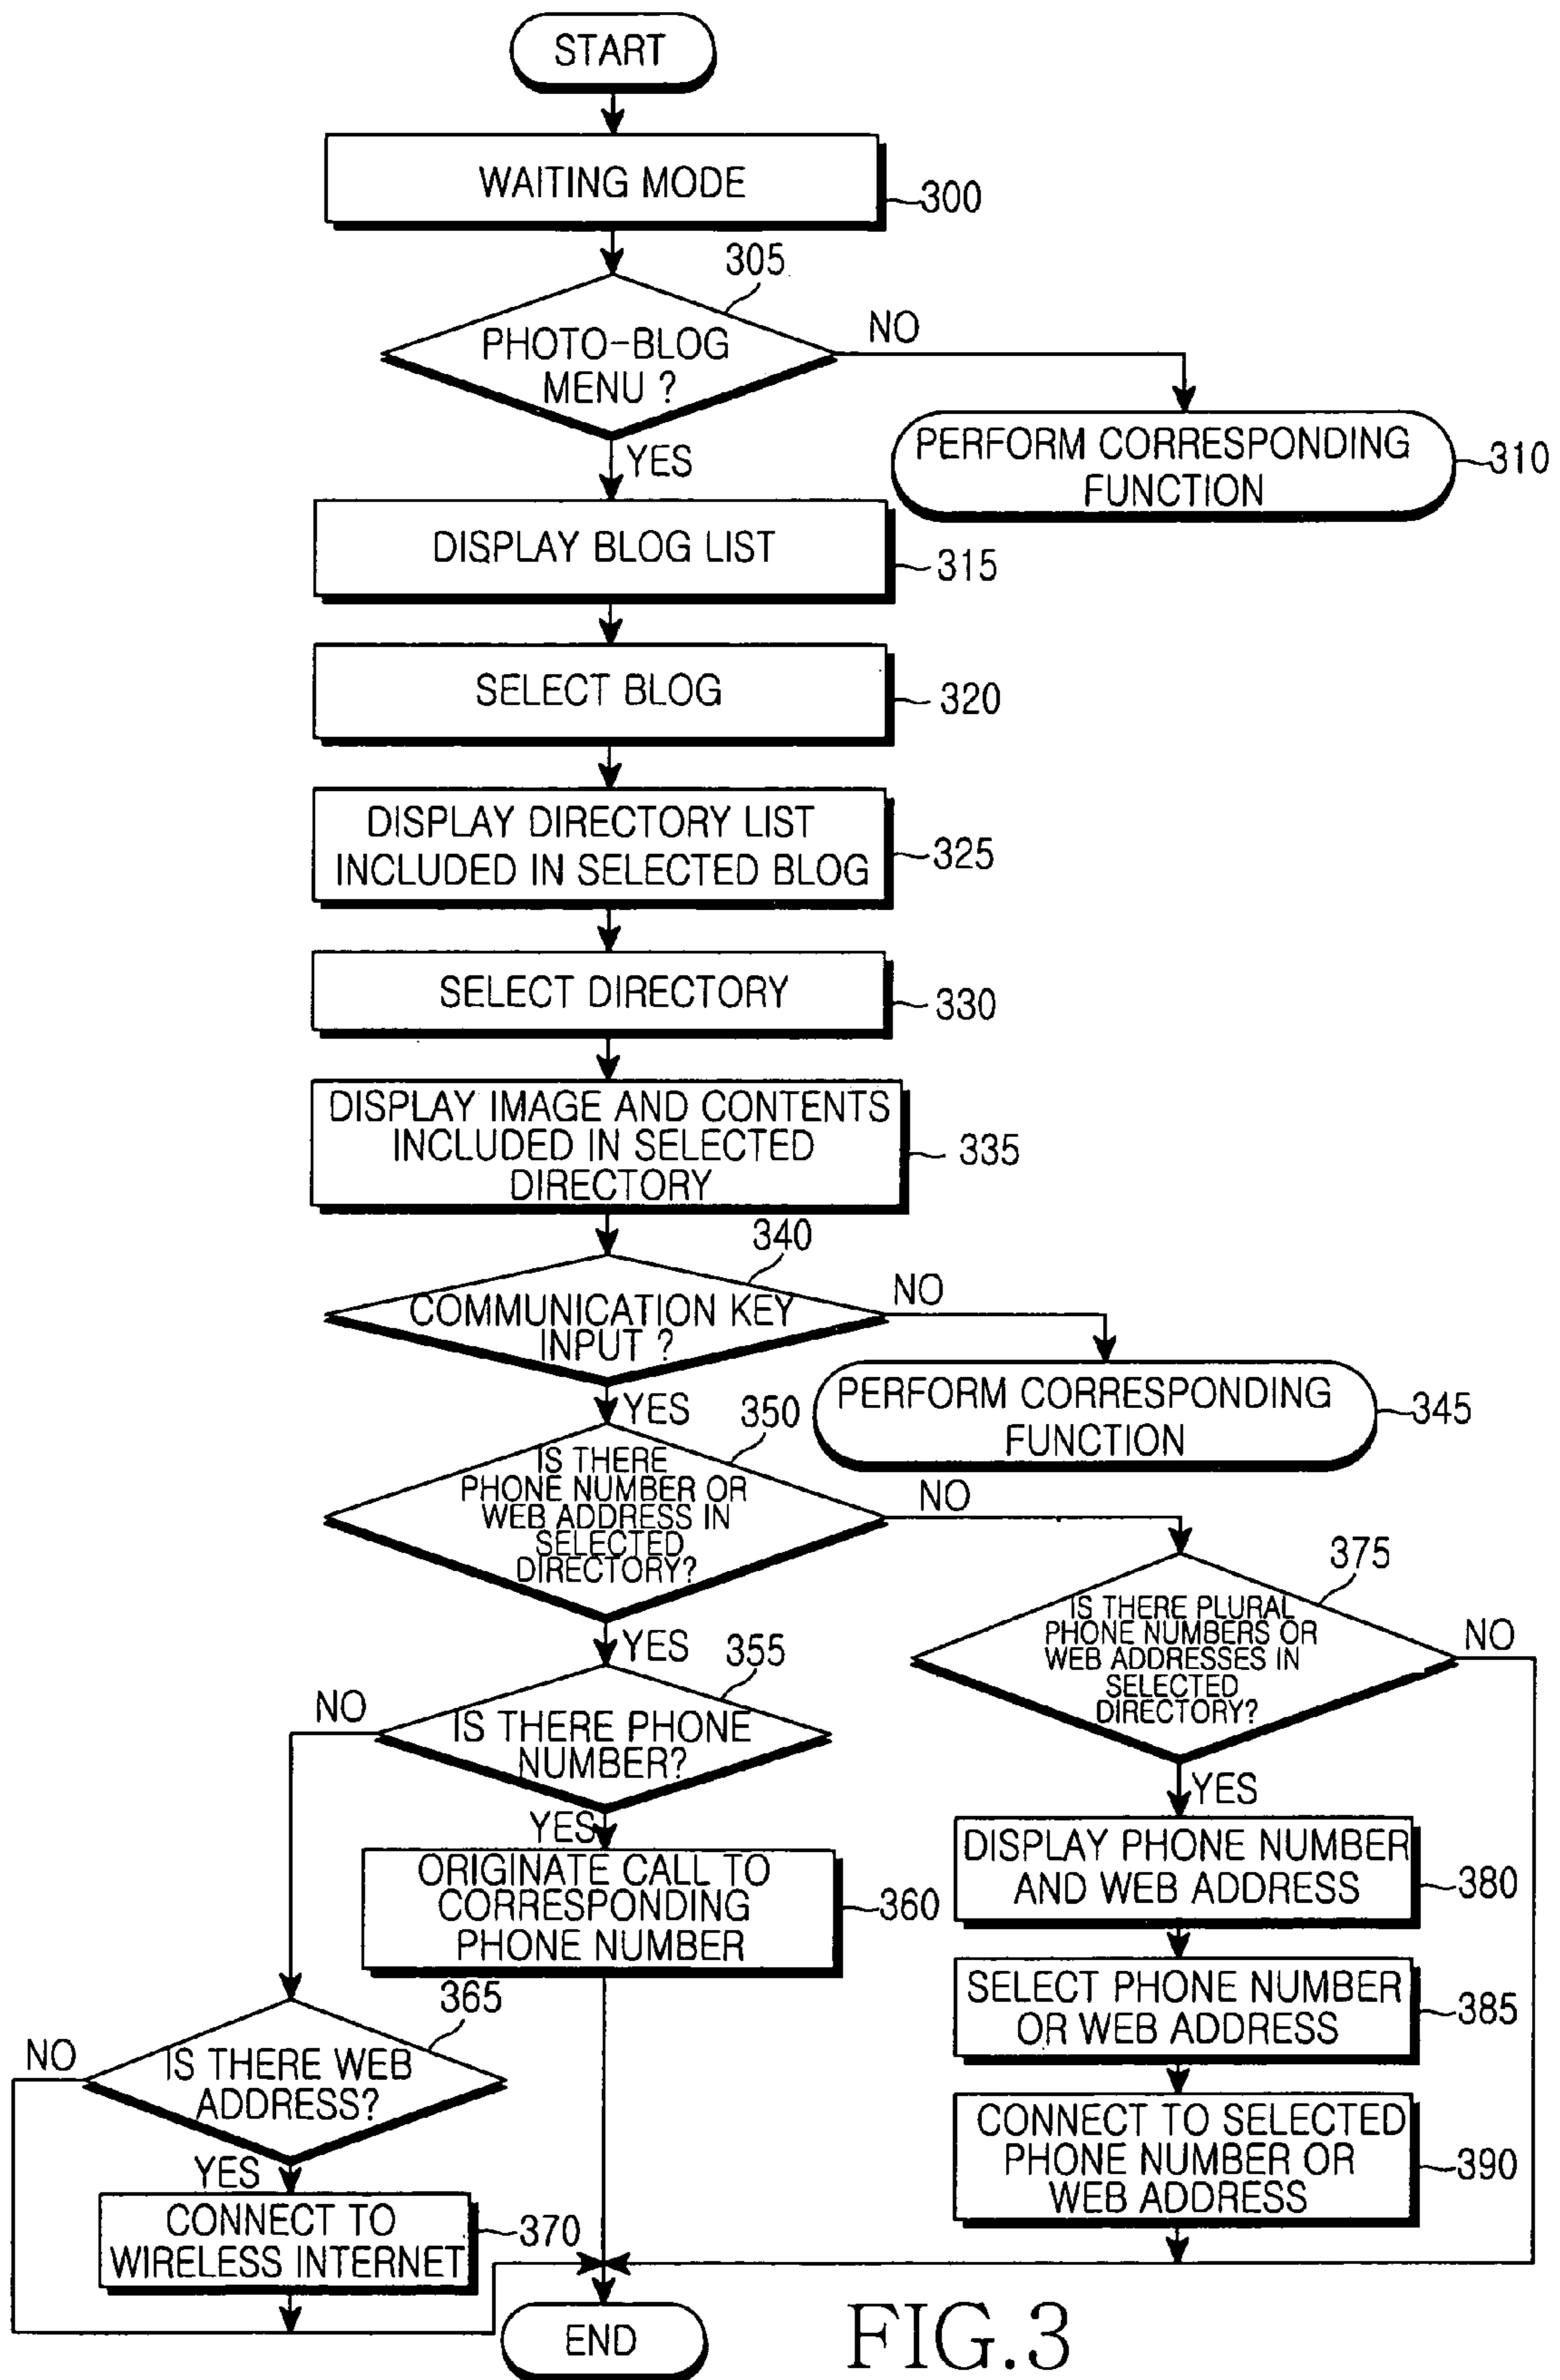 START
WAITING MODE
300
305
PHOTO-BLOG
MENU ?
NO
YES
PERFORM CORRESPONDING
FUNCTION
310
DISPLAY BLOG LIST
315
SELECT BLOG
320
DISPLAY DIRECTORY LIST
INCLUDED IN SELECTED BLOG
325
SELECT DIRECTORY
330
DISPLAY IMAGE AND CONTENTS
INCLUDED IN SELECTED
DIRECTORY
335
340
COMMUNICATION KEY
INPUT ?
NO
YES
PERFORM CORRESPONDING
FUNCTION
345
350
IS THERE
PHONE NUMBER OR
WEB ADDRESS IN
SELECTED
DIRECTORY?
NO
YES
375
IS THERE PLURAL
PHONE NUMBERS OR
WEB ADDRESSES IN
SELECTED
DIRECTORY?
NO
YES
355
IS THERE PHONE
NUMBER?
NO
YES
ORIGINATE CALL TO
CORRESPONDING
PHONE NUMBER
360
DISPLAY PHONE NUMBER
AND WEB ADDRESS
380
SELECT PHONE NUMBER
OR WEB ADDRESS
385
365
IS THERE WEB
ADDRESS?
NO
YES
CONNECT TO
WIRELESS INTERNET
370
CONNECT TO SELECTED
PHONE NUMBER OR
WEB ADDRESS
390
END
FIG.3